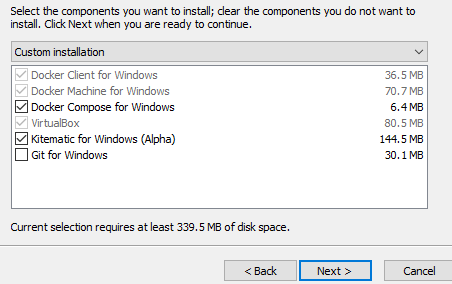 Select the components you want to install; clear the components you do not want to
install. Click Next when you are ready to continue.
Custom installation
Docker Client for Windows 36.5 MB
Docker Machine for Windows 70.7 MB
Docker Compose for Windows 6.4 MB
VirtualBox 80.5 MB
Kitematic for Windows (Alpha) 144.5 MB
Git for Windows 30.1 MB
Current selection requires at least 339.5 MB of disk space.
< Back Next > Cancel